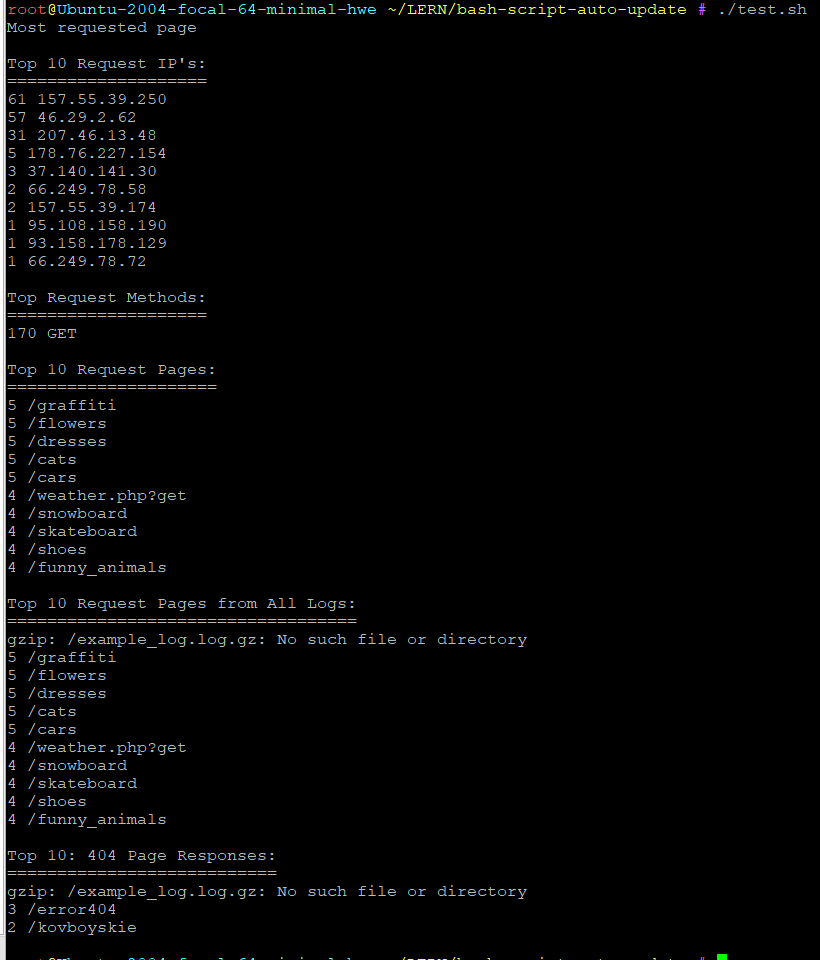 root@Ubuntu-2004-focal-64-minimal-hwe ~/LERN/bash-script-auto-update # ./test.sh
Most requested page
Top 10 Request IP's:
====================
61 157.55.39.250
57 46.29.2.62
31 207.46.13.48
5 178.76.227.154
3 37.140.141.30
2 66.249.78.58
2 157.55.39.174
1 95.108.158.190
1 93.158.178.129
1 66.249.78.72
Top Request Methods:
====================
170 GET
Top 10 Request Pages:
=====================
5 /graffiti
5 /flowers
5 /dresses
5 /cats
5 /cars
4 /weather.php?get
4 /snowboard
4 /skateboard
4 /shoes
4 /funny_animals
Top 10 Request Pages from All Logs:
===================================
gzip: /example_log.log.gz: No such file or directory
5 /graffiti
5 /flowers
5 /dresses
5 /cats
5 /cars
4 /weather.php?get
4 /snowboard
4 /skateboard
4 /shoes
4 /funny_animals
Top 10: 404 Page Responses:
===========================
gzip: /example_log.log.gz: No such file or directory
3 /error404
2 /kovboyskie